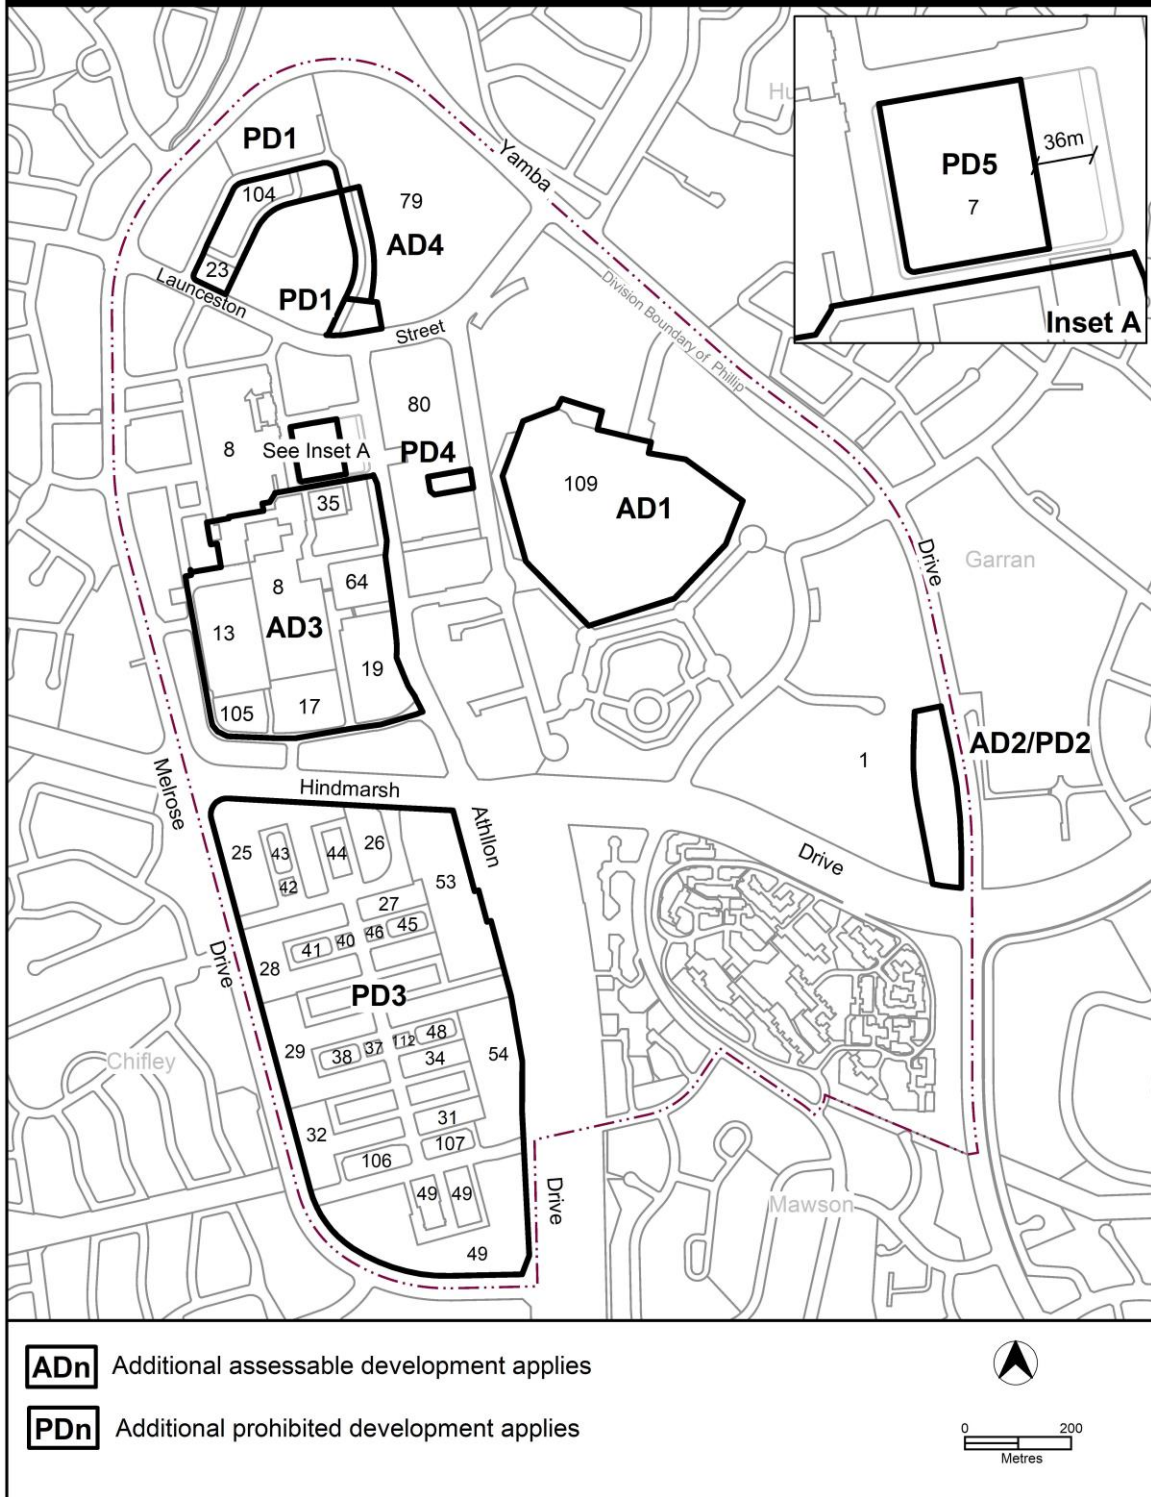 Hu
PD1
Yamba
36m
PD5
7
104
79
AD4
23
Launceston
PD1
Street
Division Boundary of Phillip
Inset A
80
8
See Inset A
PD4
109
AD1
35
8
64
13
AD3
19
105
17
Drive
Garran
1
AD2/PD2
Melrose
Hindmarsh
Athllon
25
43
44
26
42
53
Drive
27
45
46
40
41
28
Drive
PD3
29
38
37
112
48
34
54
Chifley
31
32
107
106
49
49
Drive
Mawson
49
ADn Additional assessable development applies
PDn Additional prohibited development applies
0 200
Metres